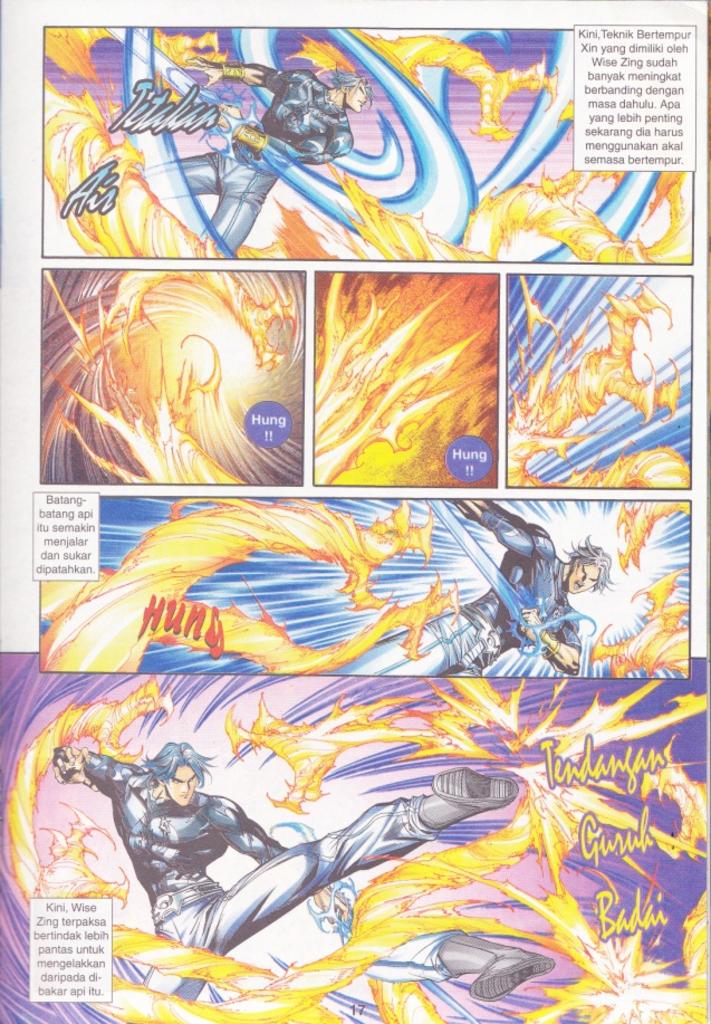 Kini, Teknik Bertempur
Xin yang dimiliki oleh
Wise Zing sudah
banyak meningkat
berbanding dengan
masa dahulu. Apa
yang lebih penting
sekarang dia harus
menggunakan akal
semasa bertempur.
Titahan
Air
Hung
!!
Hung
!!
Batang-
batang api
itu semakin
menjalar
dan sukar
dipatahkan.
HUNG
Tendangan
Guruh
Badai
Kini, Wise
Zing terpaksa
bertindak lebih
pantas untuk
mengelakkan
daripada di-
bakar api itu.
17